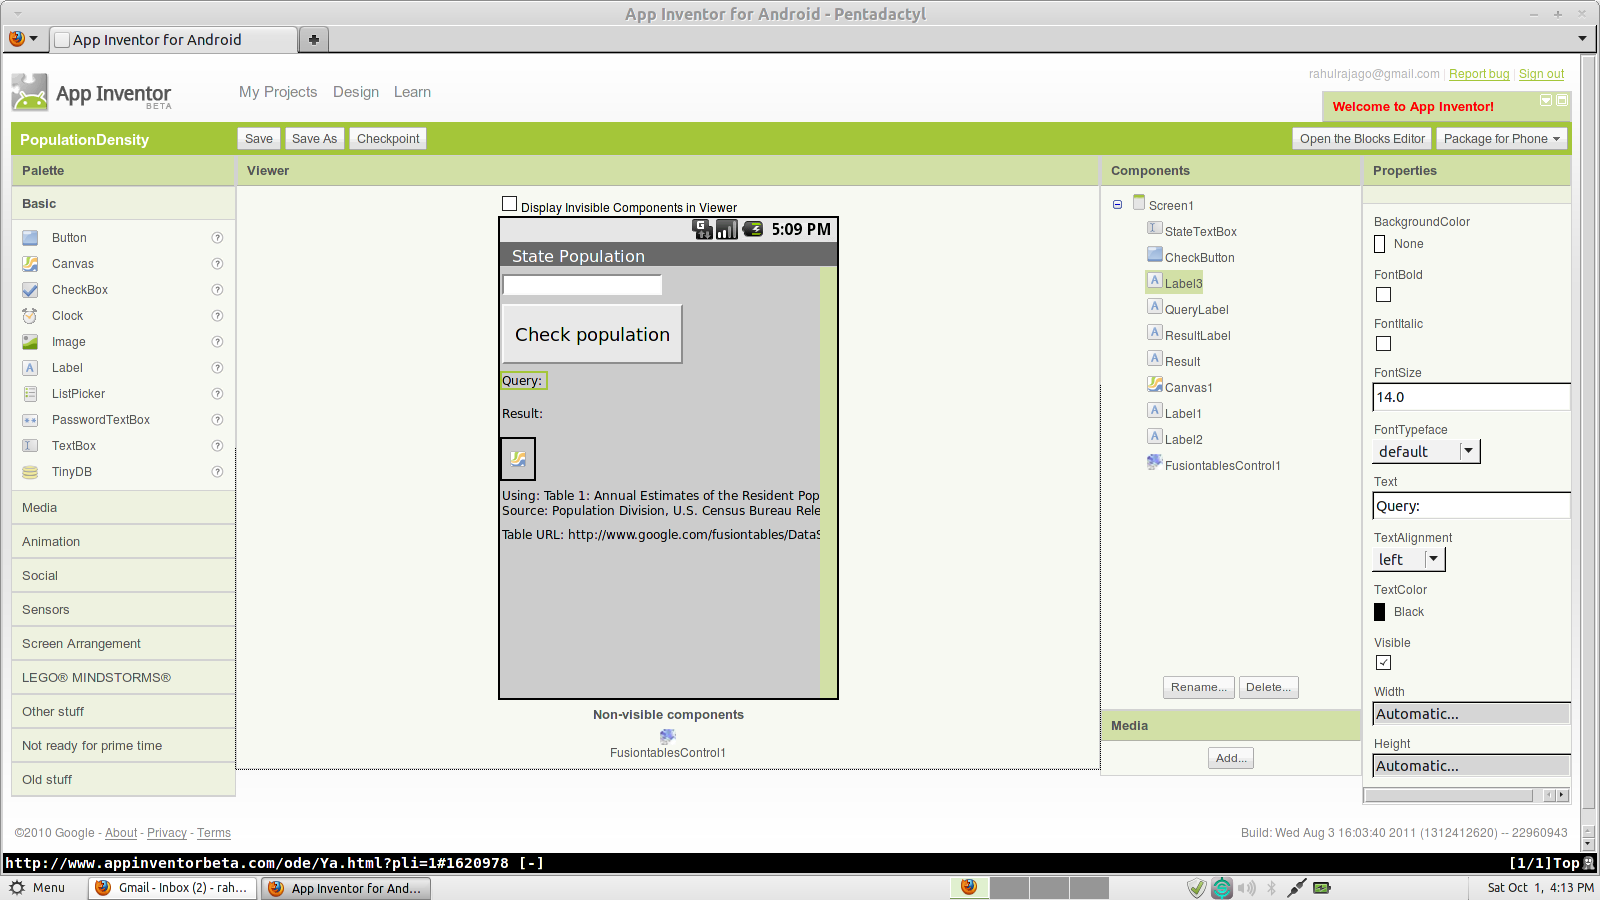 App Inventor for Android - Pentadactyl
App Inventor for Android
rahulrajago@gmail.com | Report bug | Sign out
App Inventor
BETA
My Projects Design Learn
Welcome to App Inventor!
PopulationDensity
Save Save As Checkpoint
Open the Blocks Editor Package for Phone
Palette
Basic
Button ?
Canvas ?
CheckBox ?
Clock ?
Image ?
Label ?
ListPicker ?
PasswordTextBox ?
TextBox ?
TinyDB ?
Media
Animation
Social
Sensors
Screen Arrangement
LEGO® MINDSTORMS®
Other stuff
Not ready for prime time
Old stuff
Viewer
Display Invisible Components in Viewer
5:09 PM
State Population
Check population
Query:
Result:
Using: Table 1: Annual Estimates of the Resident Pop
Source: Population Division, U.S. Census Bureau Rele
Table URL: http://www.google.com/fusiontables/DataS
Non-visible components
FusiontablesControl1
Components
Screen1
StateTextBox
CheckButton
Label3
QueryLabel
ResultLabel
Result
Canvas1
Label1
Label2
FusiontablesControl1
Rename... Delete...
Media
Add...
Properties
BackgroundColor
None
FontBold
FontItalic
FontSize
14.0
FontTypeface
default
Text
Query:
TextAlignment
left
TextColor
Black
Visible
Width
Automatic...
Height
Automatic...
©2010 Google - About - Privacy - Terms
Build: Wed Aug 3 16:03:40 2011 (1312412620) -- 22960943
http://www.appinventorbeta.com/ode/Ya.html?pli=1#1620978 [-]
[1/1]Top
Menu
Gmail - Inbox (2) - rah...
App Inventor for And...
Sat Oct 1, 4:13 PM